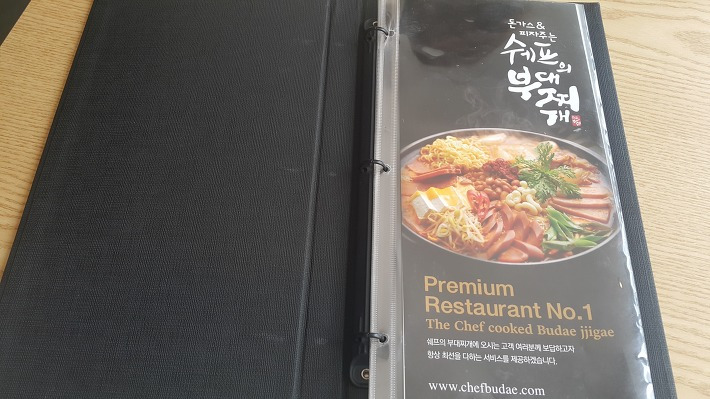 돈가스&
피자주는
쉐프의
부대
찌개
Premium
Restaurant No.1
The Chef cooked Budae jjigae
쉐프의 부대찌개에 오시는 고객 여러분께 보답하고자
항상 최선을 다하는 서비스를 제공하겠습니다.
www.chefbudae.com